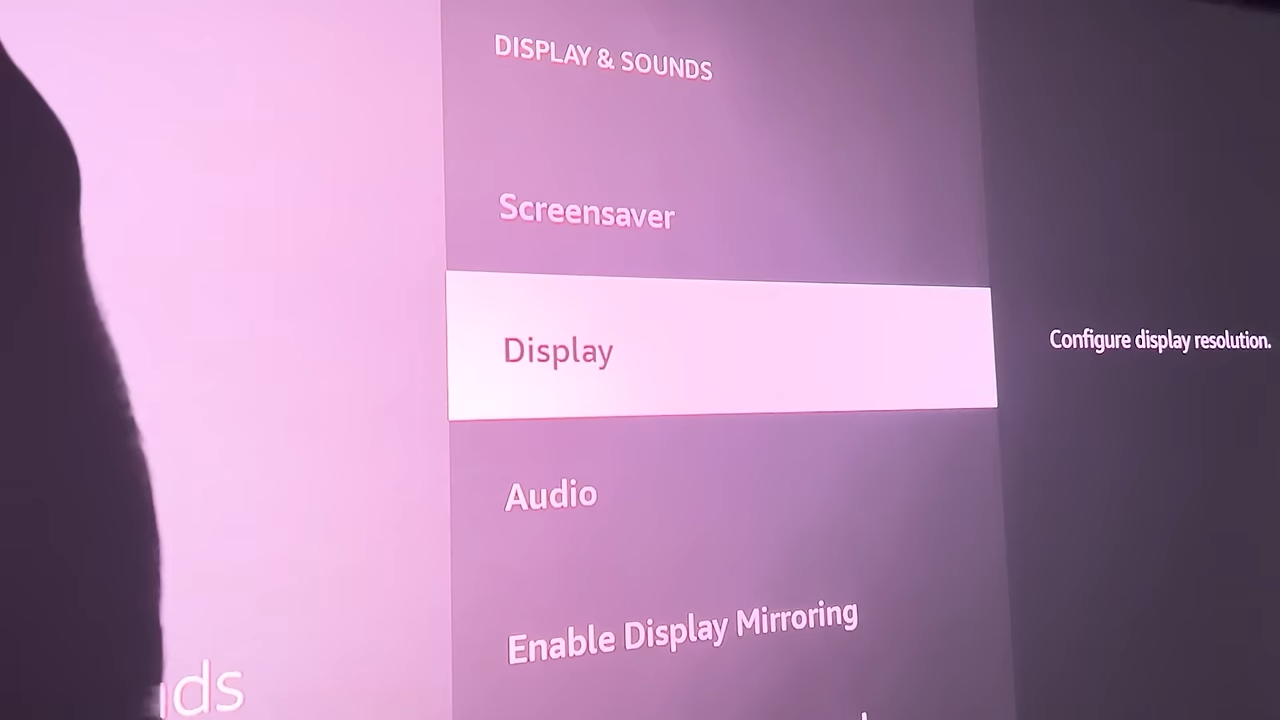 DISPLAY & SOUNDS
Screensaver
Display
Configure display resolution.
Audio
Enable Display Mirroring